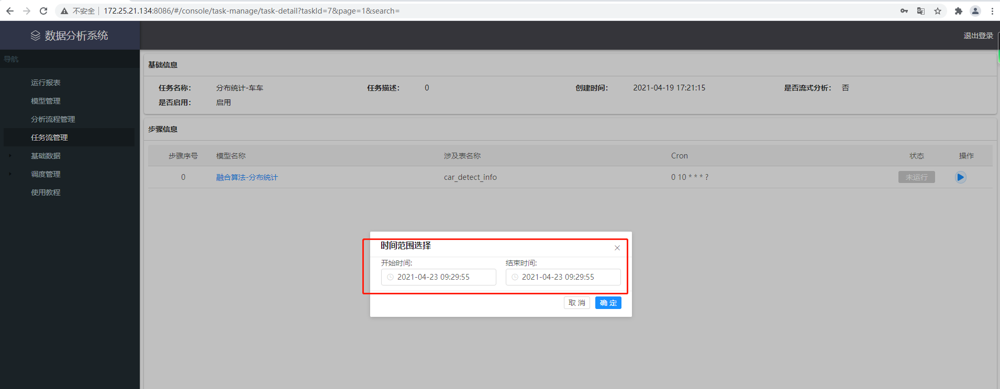 不安全 172.25.21.134:8086/#/console/task-manage/task-detail?taskId=7&page=1&search=
数据分析系统
退出登录
导航
运行报表
模型管理
分析流程管理
任务流管理
基础数据
调度管理
使用教程
基础信息
任务名称: 分布统计-车车 任务描述: 0 创建时间: 2021-04-19 17:21:15 是否流式分析: 否
是否启用: 启用
步骤信息
步骤序号 模型名称 涉及表名称 Cron 状态 操作
0 融合算法-分布统计 car_detect_info 0 10 * * * ? 未运行
时间范围选择
开始时间: 结束时间:
2021-04-23 09:29:55 2021-04-23 09:29:55
取 消 确 定